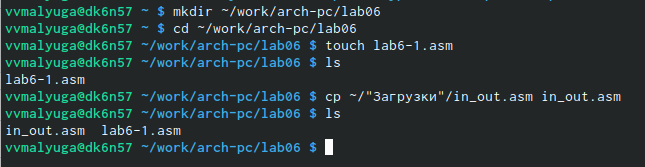 vvmalyuga@dk6n57 ~ $ mkdir ~/work/arch-pc/lab06
vvmalyuga@dk6n57 ~ $ cd ~/work/arch-pc/lab06
vvmalyuga@dk6n57 ~/work/arch-pc/lab06 $ touch lab6-1.asm
vvmalyuga@dk6n57 ~/work/arch-pc/lab06 $ ls
lab6-1.asm
vvmalyuga@dk6n57 ~/work/arch-pc/lab06 $ cp ~/"Загрузки"/in_out.asm in_out.asm
vvmalyuga@dk6n57 ~/work/arch-pc/lab06 $ ls
in_out.asm  lab6-1.asm
vvmalyuga@dk6n57 ~/work/arch-pc/lab06 $